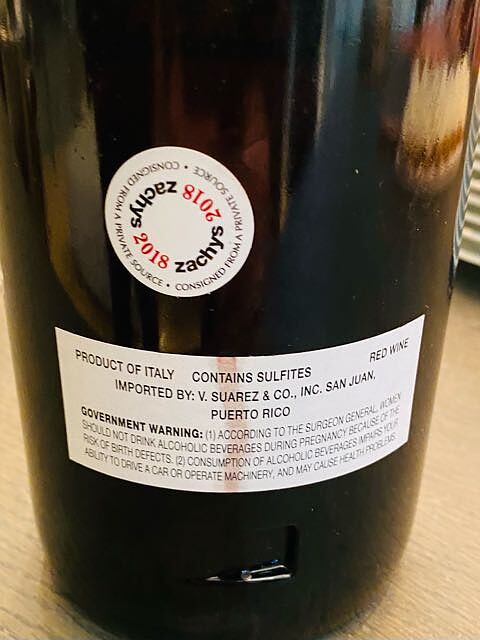 zachys 2018 zachys 2018
CONSIGNED FROM A PRIVATE SOURCE • CONSIGNED FROM A PRIVATE SOURCE •
PRODUCT OF ITALY CONTAINS SULFITES RED WINE
IMPORTED BY: V. SUAREZ & CO., INC. SAN JUAN,
PUERTO RICO
GOVERNMENT WARNING: (1) ACCORDING TO THE SURGEON GENERAL, WOMEN
SHOULD NOT DRINK ALCOHOLIC BEVERAGES DURING PREGNANCY BECAUSE OF THE
RISK OF BIRTH DEFECTS. (2) CONSUMPTION OF ALCOHOLIC BEVERAGES IMPAIRS YOUR
ABILITY TO DRIVE A CAR OR OPERATE MACHINERY, AND MAY CAUSE HEALTH PROBLEMS.